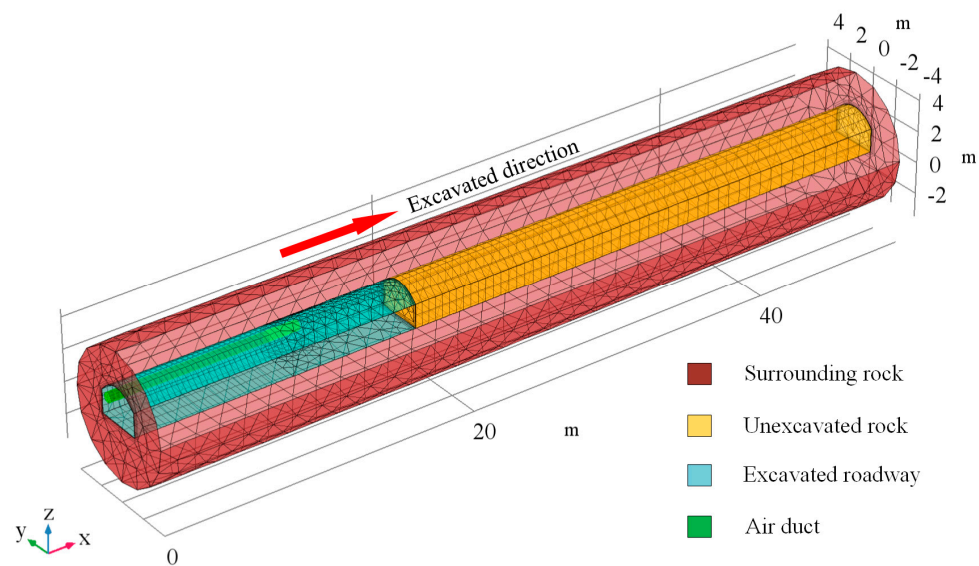 4
2
0
-2
-4
m
4
2
0
-2
m
Excavated direction
40
20
m
0
Surrounding rock
Unexcavated rock
Excavated roadway
Air duct
z
y
x